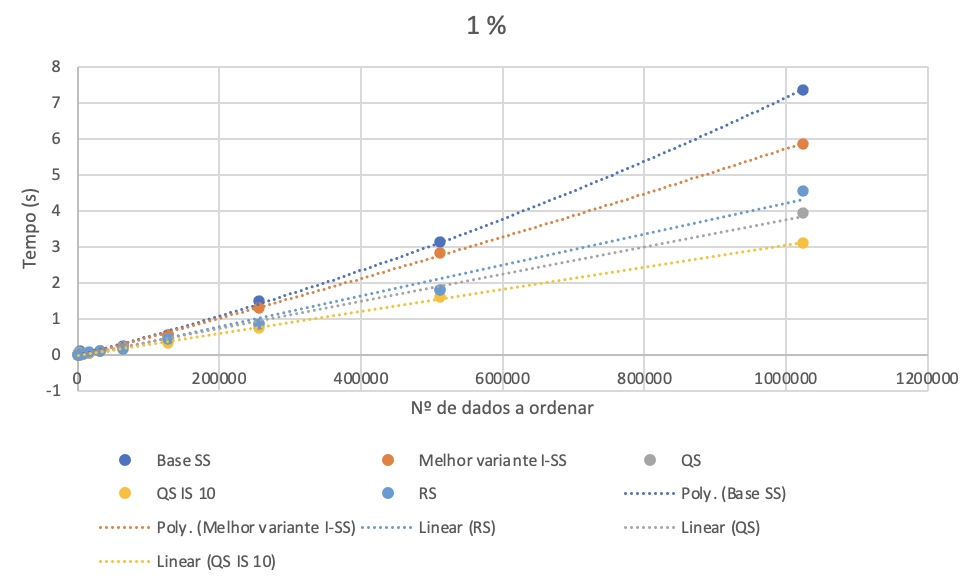 1 %
8
7
6
5
4
3
2
1
0
-1
Tempo (s)
0 200000 400000 600000 800000 1000000 1200000
Nº de dados a ordenar
Base SS Melhor variante I-SS QS
QS IS 10 RS Poly. (Base SS)
Poly. (Melhor variante I-SS) Linear (RS) Linear (QS)
Linear (QS IS 10)